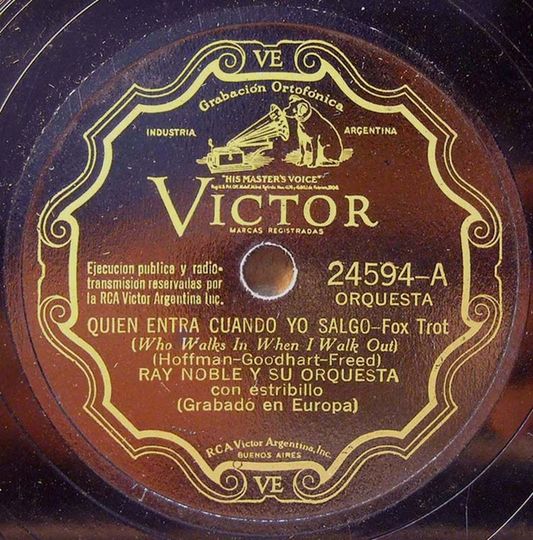 VE
Grabación Ortofónica
INDUSTRIA ARGENTINA
"HIS MASTER'S VOICE"
VICTOR
MARCAS REGISTRADAS
Ejecucion publica y radio-
transmision reservadas por
la RCA Victor Argentina Inc.
24594-A
ORQUESTA
QUIEN ENTRA CUANDO YO SALGO-Fox Trot
(Who Walks In When I Walk Out)
(Hoffman-Goodhart-Freed)
RAY NOBLE Y SU ORQUESTA
con estribillo
(Grabado en Europa)
RCA Victor Argentina, Inc.
BUENOS AIRES
VE